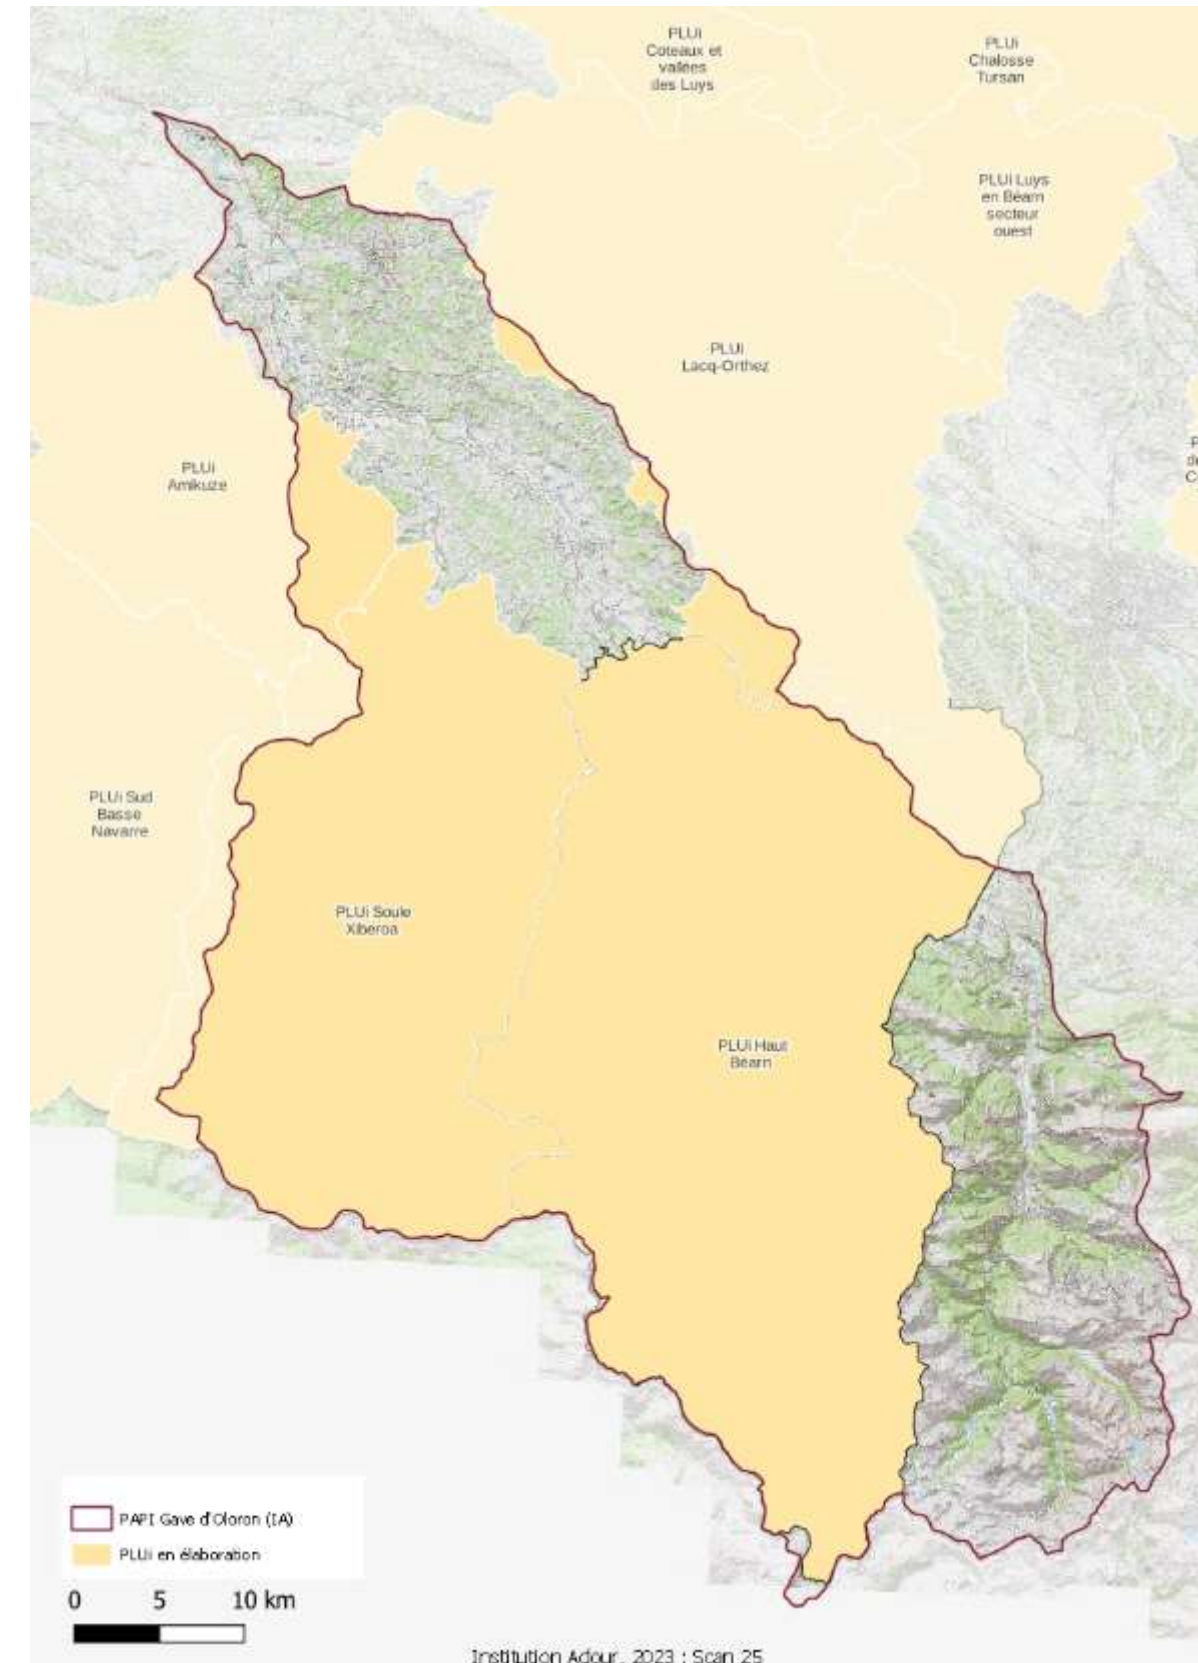 PLUi
Coteaux et
vallées
des Luys
PLUi
Chalosse
Tursan
PLUi Luys
en Béarn
secteur
ouest
PLUi
Lacq-Orthez
PLUi
Amikuze
PLUi Sud
Basse
Navarre
PLUi Soule
Xiberoa
PLUi Haut
Béarn
PAPI Gave d'Oloron (IA)
PLUi en élaboration
0 5 10 km
Institution Adour, 2023 ; Scan 25